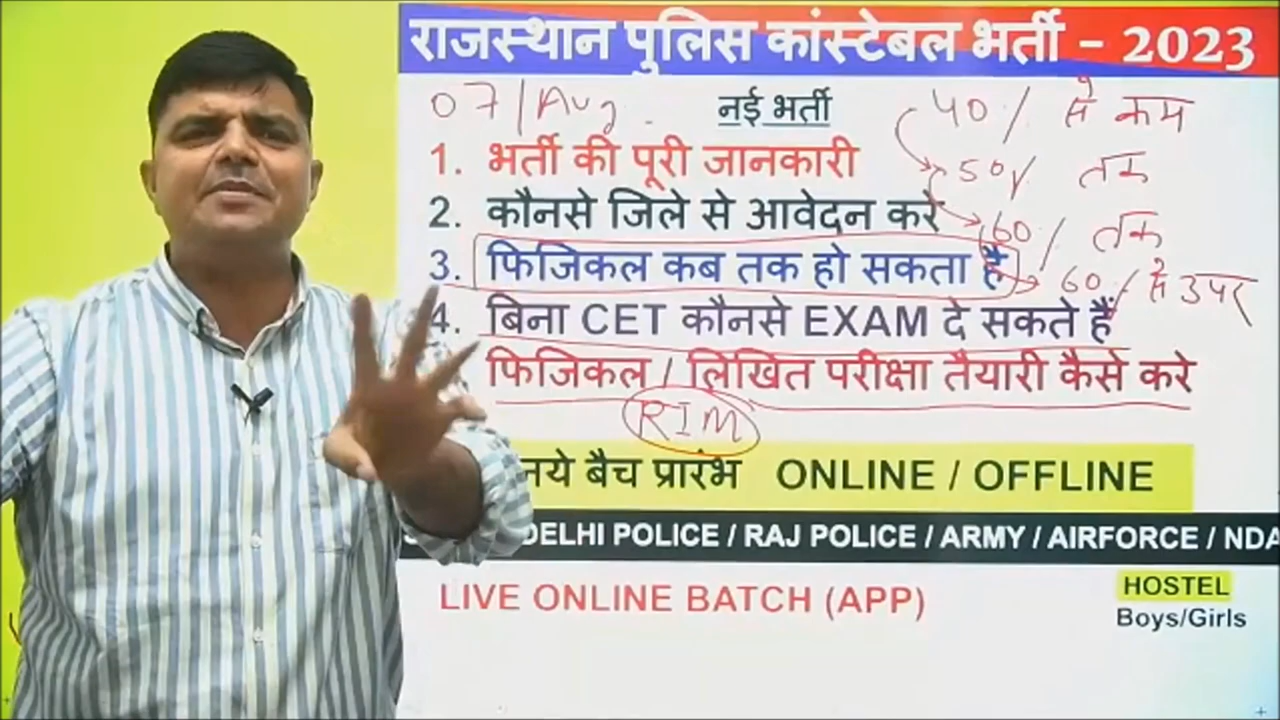 राजस्थान पुलिस कांस्टेबल भर्ती - 2023
07/Aug.
नई भर्ती
40% से कम
1. भर्ती की पूरी जानकारी
50% तक
2. कौनसे जिले से आवेदन करे
60% तक
3. फिजिकल कब तक हो सकता है
60% से उपर
4. बिना CET कौनसे EXAM दे सकते हैं
फिजिकल / लिखित परीक्षा तैयारी कैसे करे
RIM
नये बैच प्रारंभ ONLINE / OFFLINE
DELHI POLICE / RAJ POLICE / ARMY / AIRFORCE / NDA
LIVE ONLINE BATCH (APP)
HOSTEL
Boys/Girls